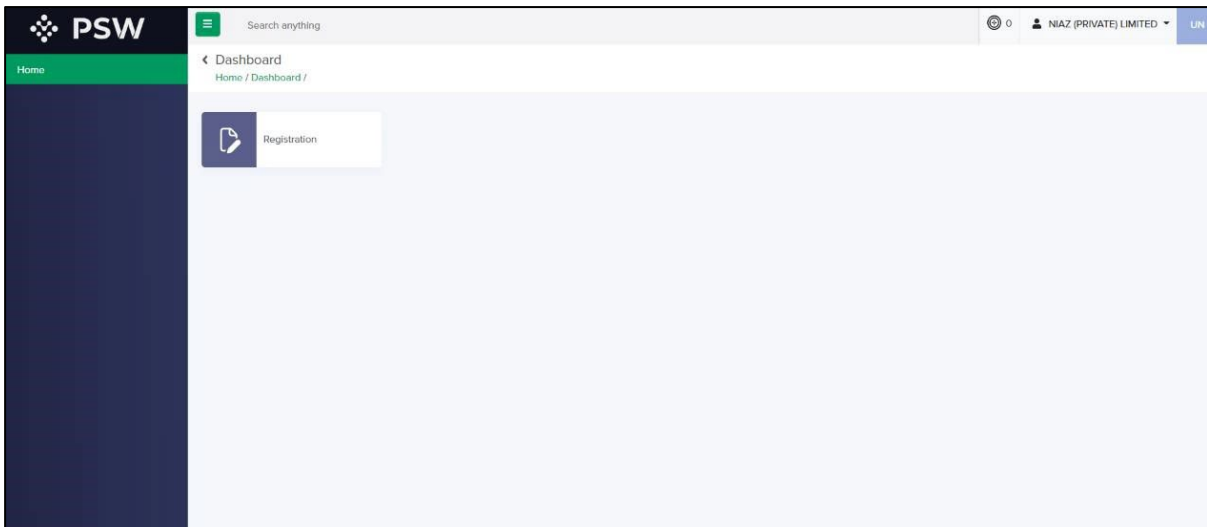 PSW
Search anything
0
NIAZ (PRIVATE) LIMITED
UN
Home
Dashboard
Home / Dashboard /
Registration